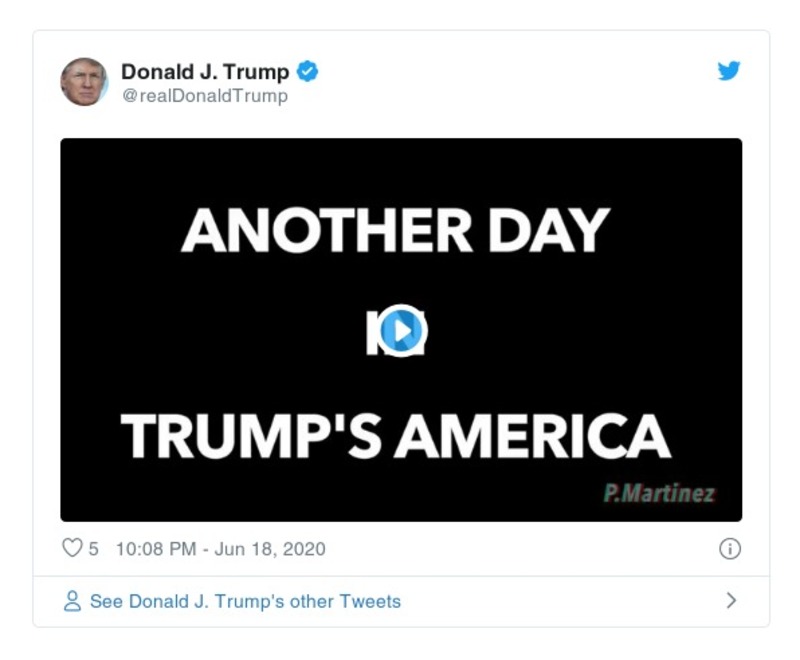 Donald J. Trump
@realDonaldTrump
ANOTHER DAY
TRUMP'S AMERICA
P.Martinez
5 10:08 PM - Jun 18, 2020
See Donald J. Trump's other Tweets